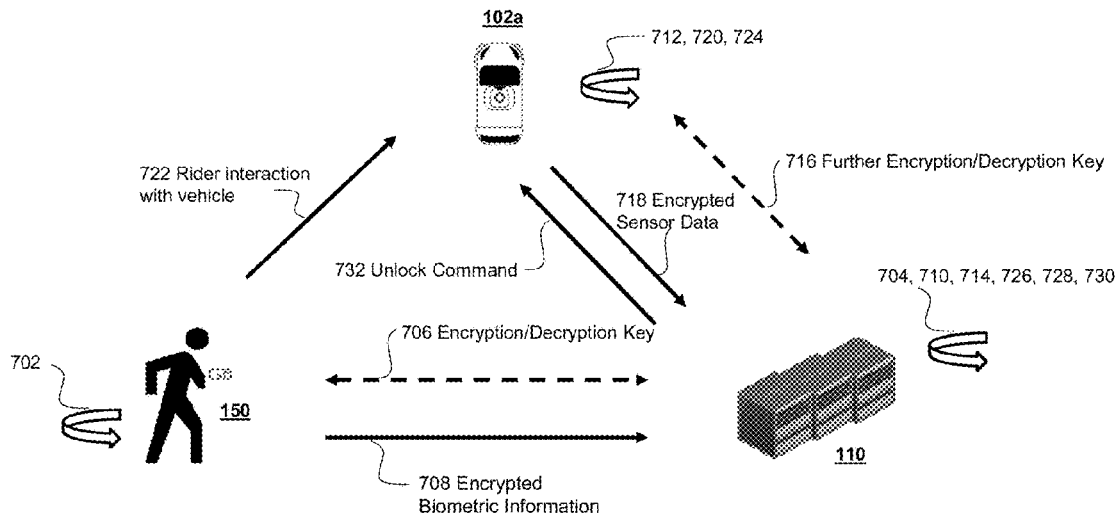 102a
712, 720, 724
722 Rider interaction
with vehicle
716 Further Encryption/Decryption Key
718 Encrypted
Sensor Data
732 Unlock Command
704, 710, 714, 726, 728, 730
706 Encryption/Decryption Key
702
150
110
708 Encrypted
Biometric Information